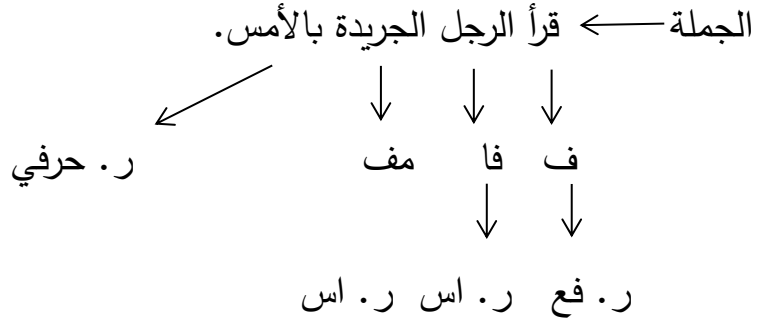 الجملة قرأ الرجل الجريدة بالأمس.
ف فا مف ر. حرفي
ر. فع ر. اس ر. اس